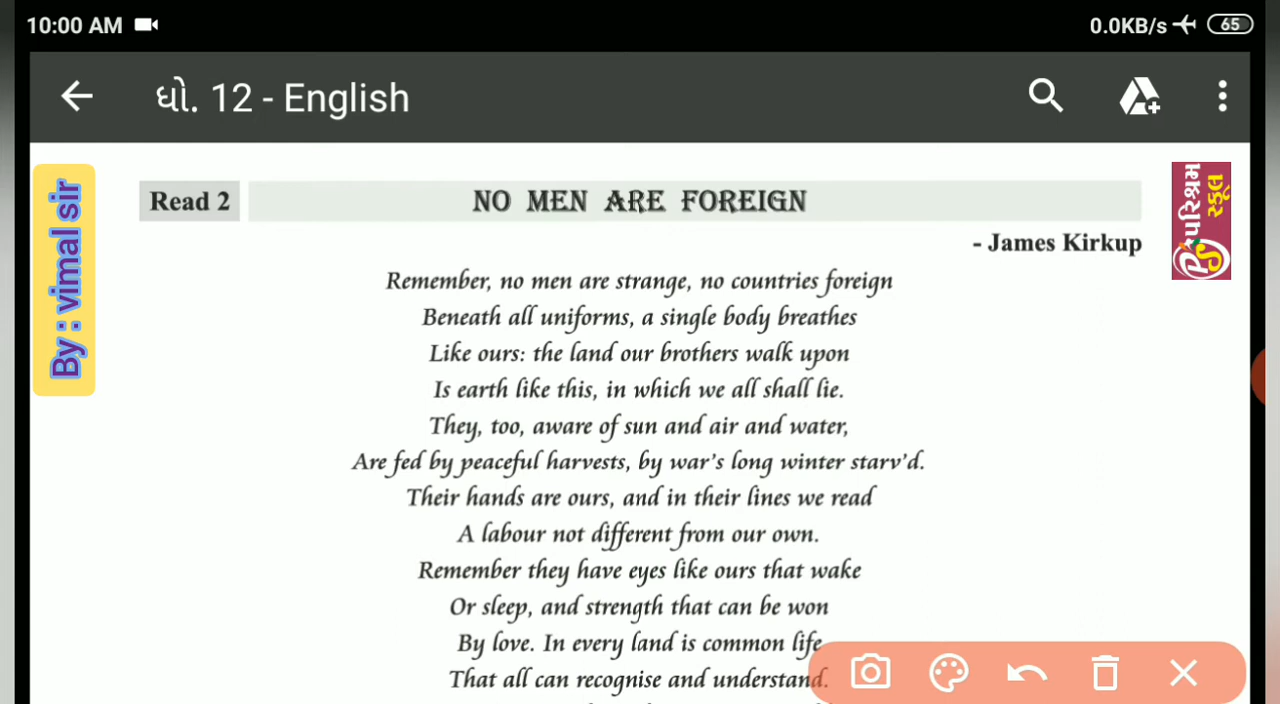 10:00 AM
0.0KB/s 65
ધો. 12 - English
By : vimal sir
Read 2
NO MEN ARE FOREIGN
- James Kirkup
Remember, no men are strange, no countries foreign
Beneath all uniforms, a single body breathes
Like ours: the land our brothers walk upon
Is earth like this, in which we all shall lie.
They, too, aware of sun and air and water,
Are fed by peaceful harvests, by war's long winter starv'd.
Their hands are ours, and in their lines we read
A labour not different from our own.
Remember they have eyes like ours that wake
Or sleep, and strength that can be won
By love. In every land is common life
That all can recognise and understand.